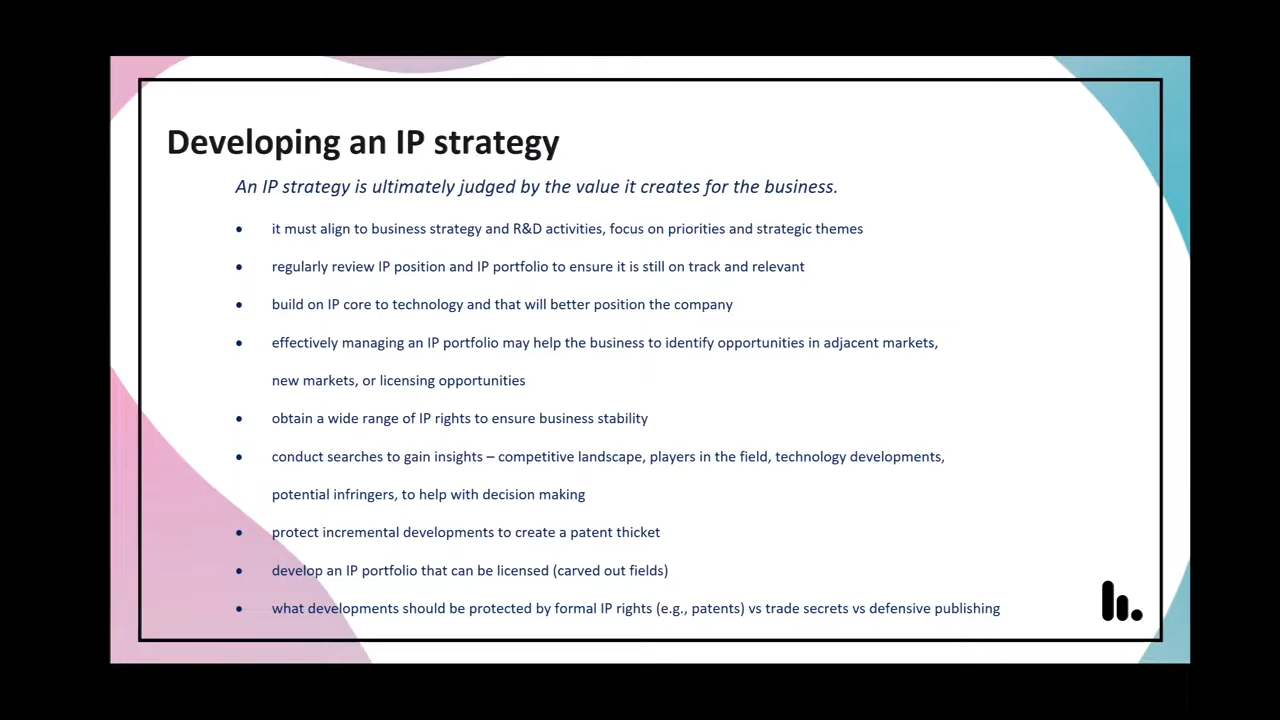 Developing an IP strategy
An IP strategy is ultimately judged by the value it creates for the business.
• it must align to business strategy and R&D activities, focus on priorities and strategic themes
• regularly review IP position and IP portfolio to ensure it is still on track and relevant
• build on IP core to technology and that will better position the company
• effectively managing an IP portfolio may help the business to identify opportunities in adjacent markets,
new markets, or licensing opportunities
• obtain a wide range of IP rights to ensure business stability
• conduct searches to gain insights – competitive landscape, players in the field, technology developments,
potential infringers, to help with decision making
• protect incremental developments to create a patent thicket
• develop an IP portfolio that can be licensed (carved out fields)
• what developments should be protected by formal IP rights (e.g., patents) vs trade secrets vs defensive publishing